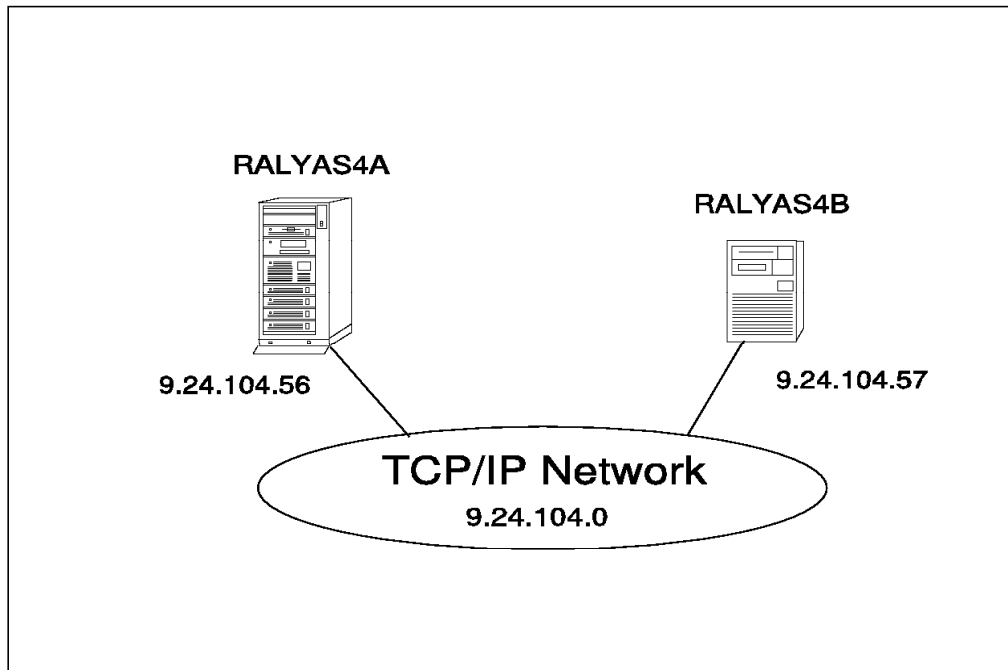 RALYAS4A
RALYAS4B
9.24.104.56
9.24.104.57
TCP/IP Network
9.24.104.0